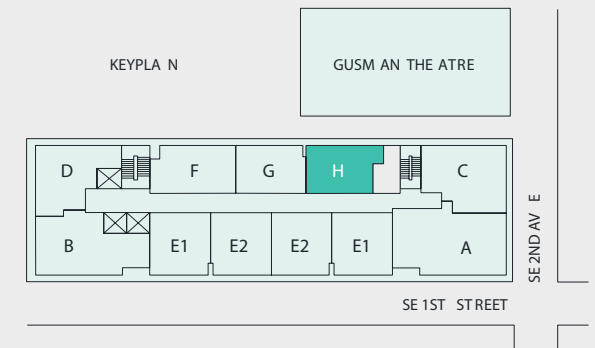 KEYPLA N
GUSM AN THE ATRE
D
F
G
H
C
B
E1
E2
E2
E1
A
SE 2ND AV E
SE 1ST ST REET